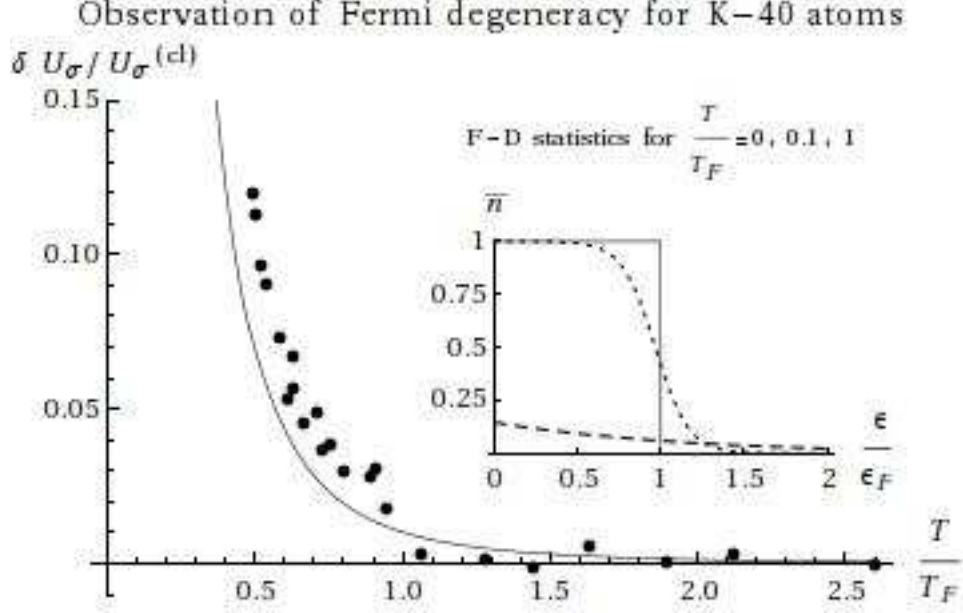 Observation of Fermi degeneracy for K-40 atoms
δ U_σ / U_σ^(cl)
0.15
0.10
0.05
0.5
1.0
1.5
2.0
2.5
T
T_F
F-D statistics for T/T_F =0, 0.1, 1
n̅
1
0.75
0.5
0.25
0
0.5
1
1.5
2
ϵ
ϵ_F